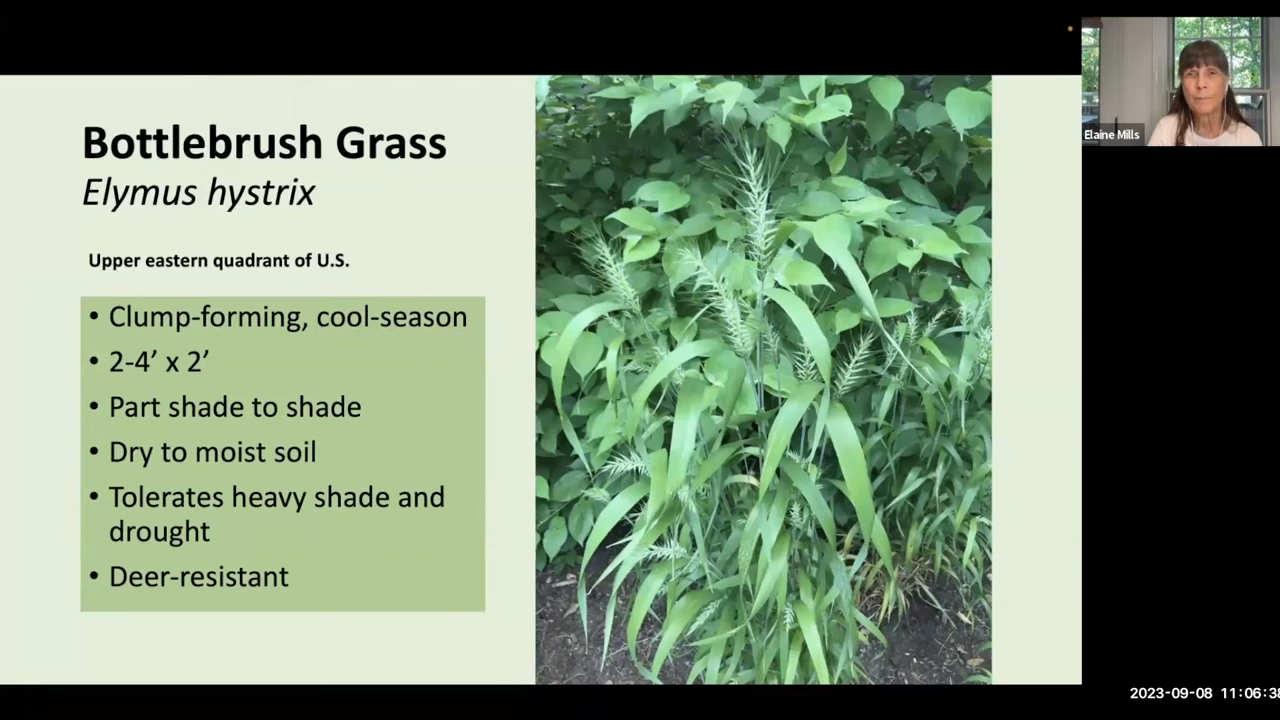 Bottlebrush Grass
Elymus hystrix
Upper eastern quadrant of U.S.
• Clump-forming, cool-season
• 2-4’ x 2’
• Part shade to shade
• Dry to moist soil
• Tolerates heavy shade and
drought
• Deer-resistant
Elaine Mills
2023-09-08 11:06:38